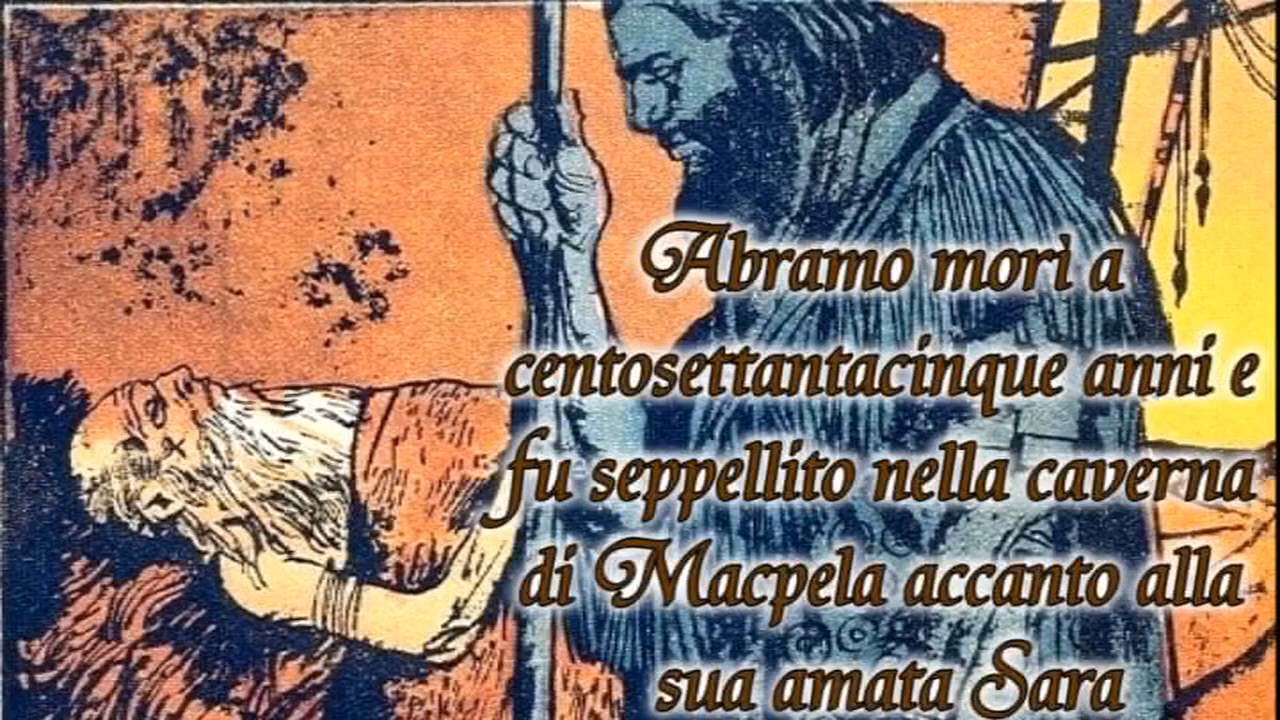 Abramo morì a
centosettantacinque anni e
fu seppellito nella caverna
di Macpela accanto alla
sua amata Sara